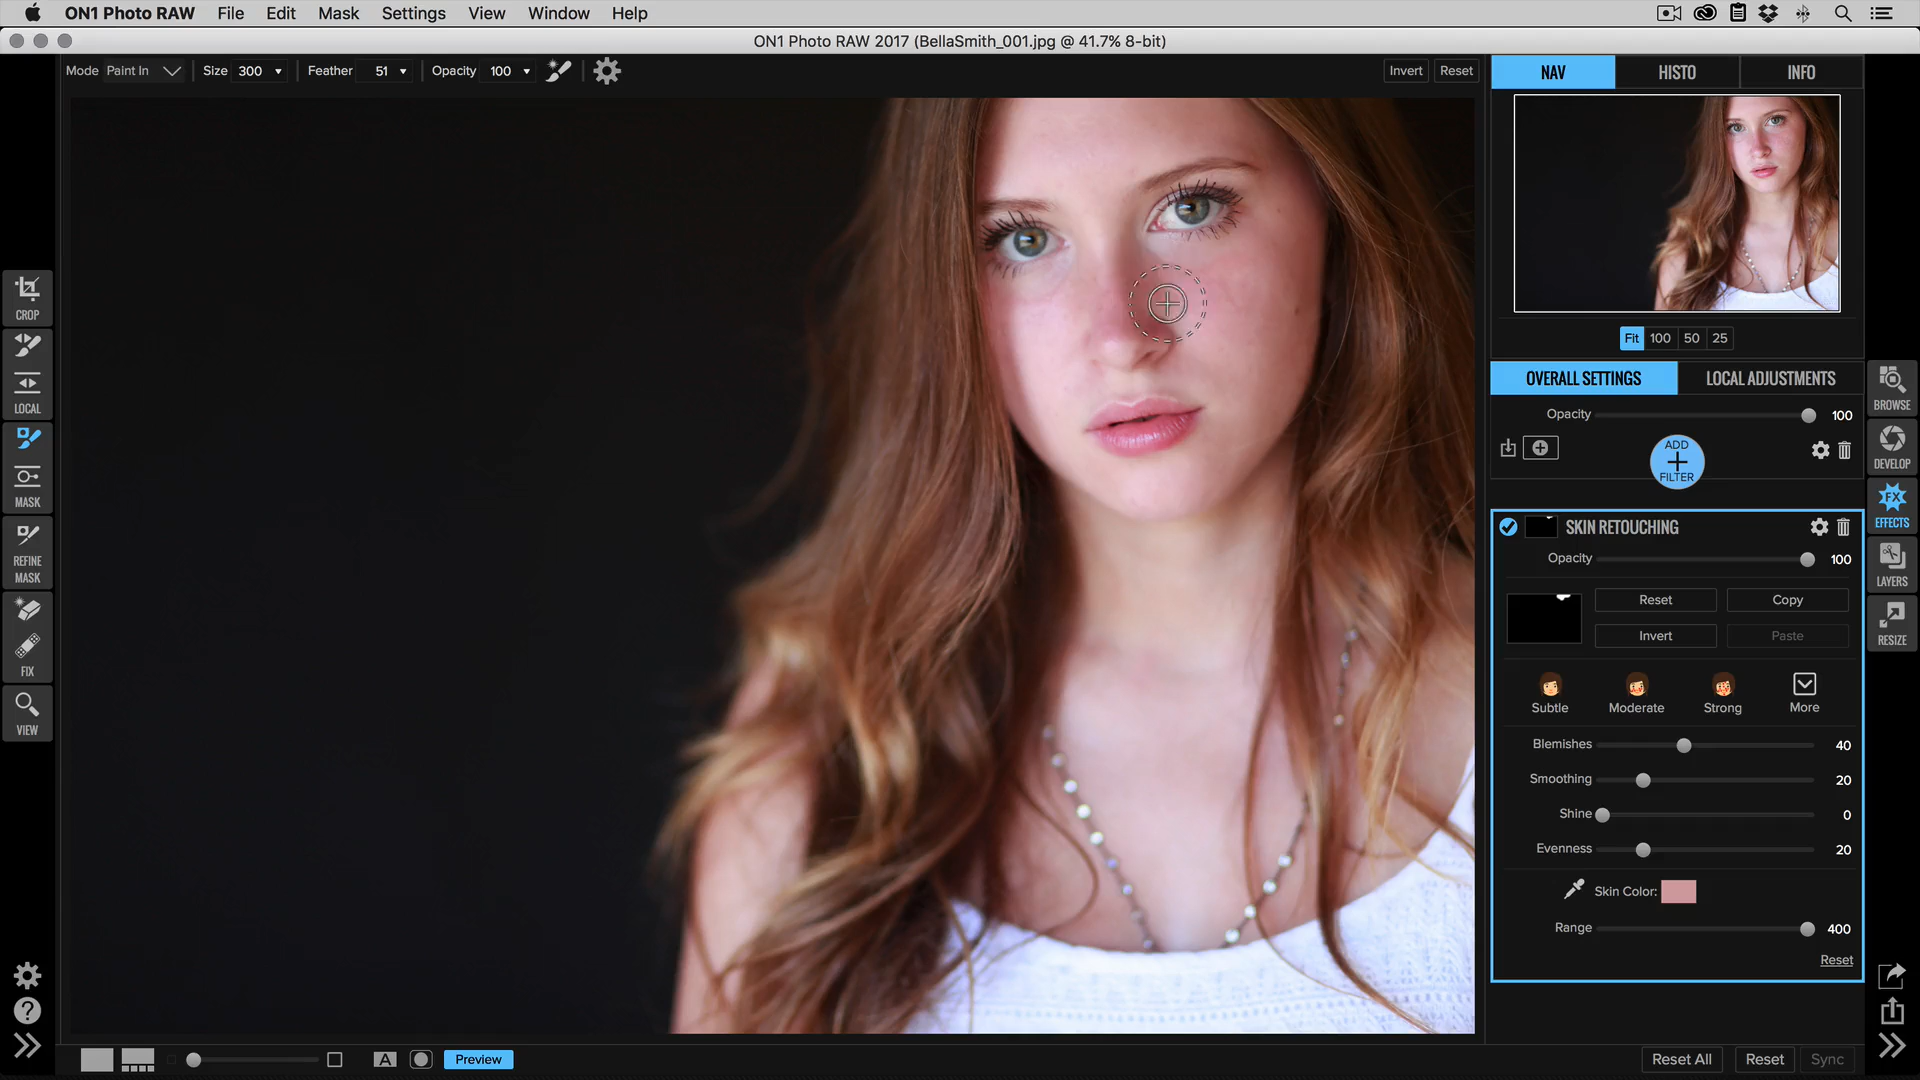 ON1 Photo RAW File Edit Mask Settings View Window Help
ON1 Photo RAW 2017 (BellaSmith_001.jpg @ 41.7% 8-bit)
Mode Paint In Size 300 Feather 51 Opacity 100 Invert Reset
NAV HISTO INFO
Fit 100 50 25
OVERALL SETTINGS LOCAL ADJUSTMENTS
Opacity 100
ADD
FILTER
SKIN RETOUCHING
Opacity 100
Reset Copy
Invert Paste
Subtle Moderate Strong More
Blemishes 40
Smoothing 20
Shine 0
Evenness 20
Skin Color:
Range 400
Reset
CROP
LOCAL
MASK
REFINE
MASK
FIX
VIEW
BROWSE
DEVELOP
FX
EFFECTS
LAYERS
RESIZE
?
A Preview
Reset All Reset Sync